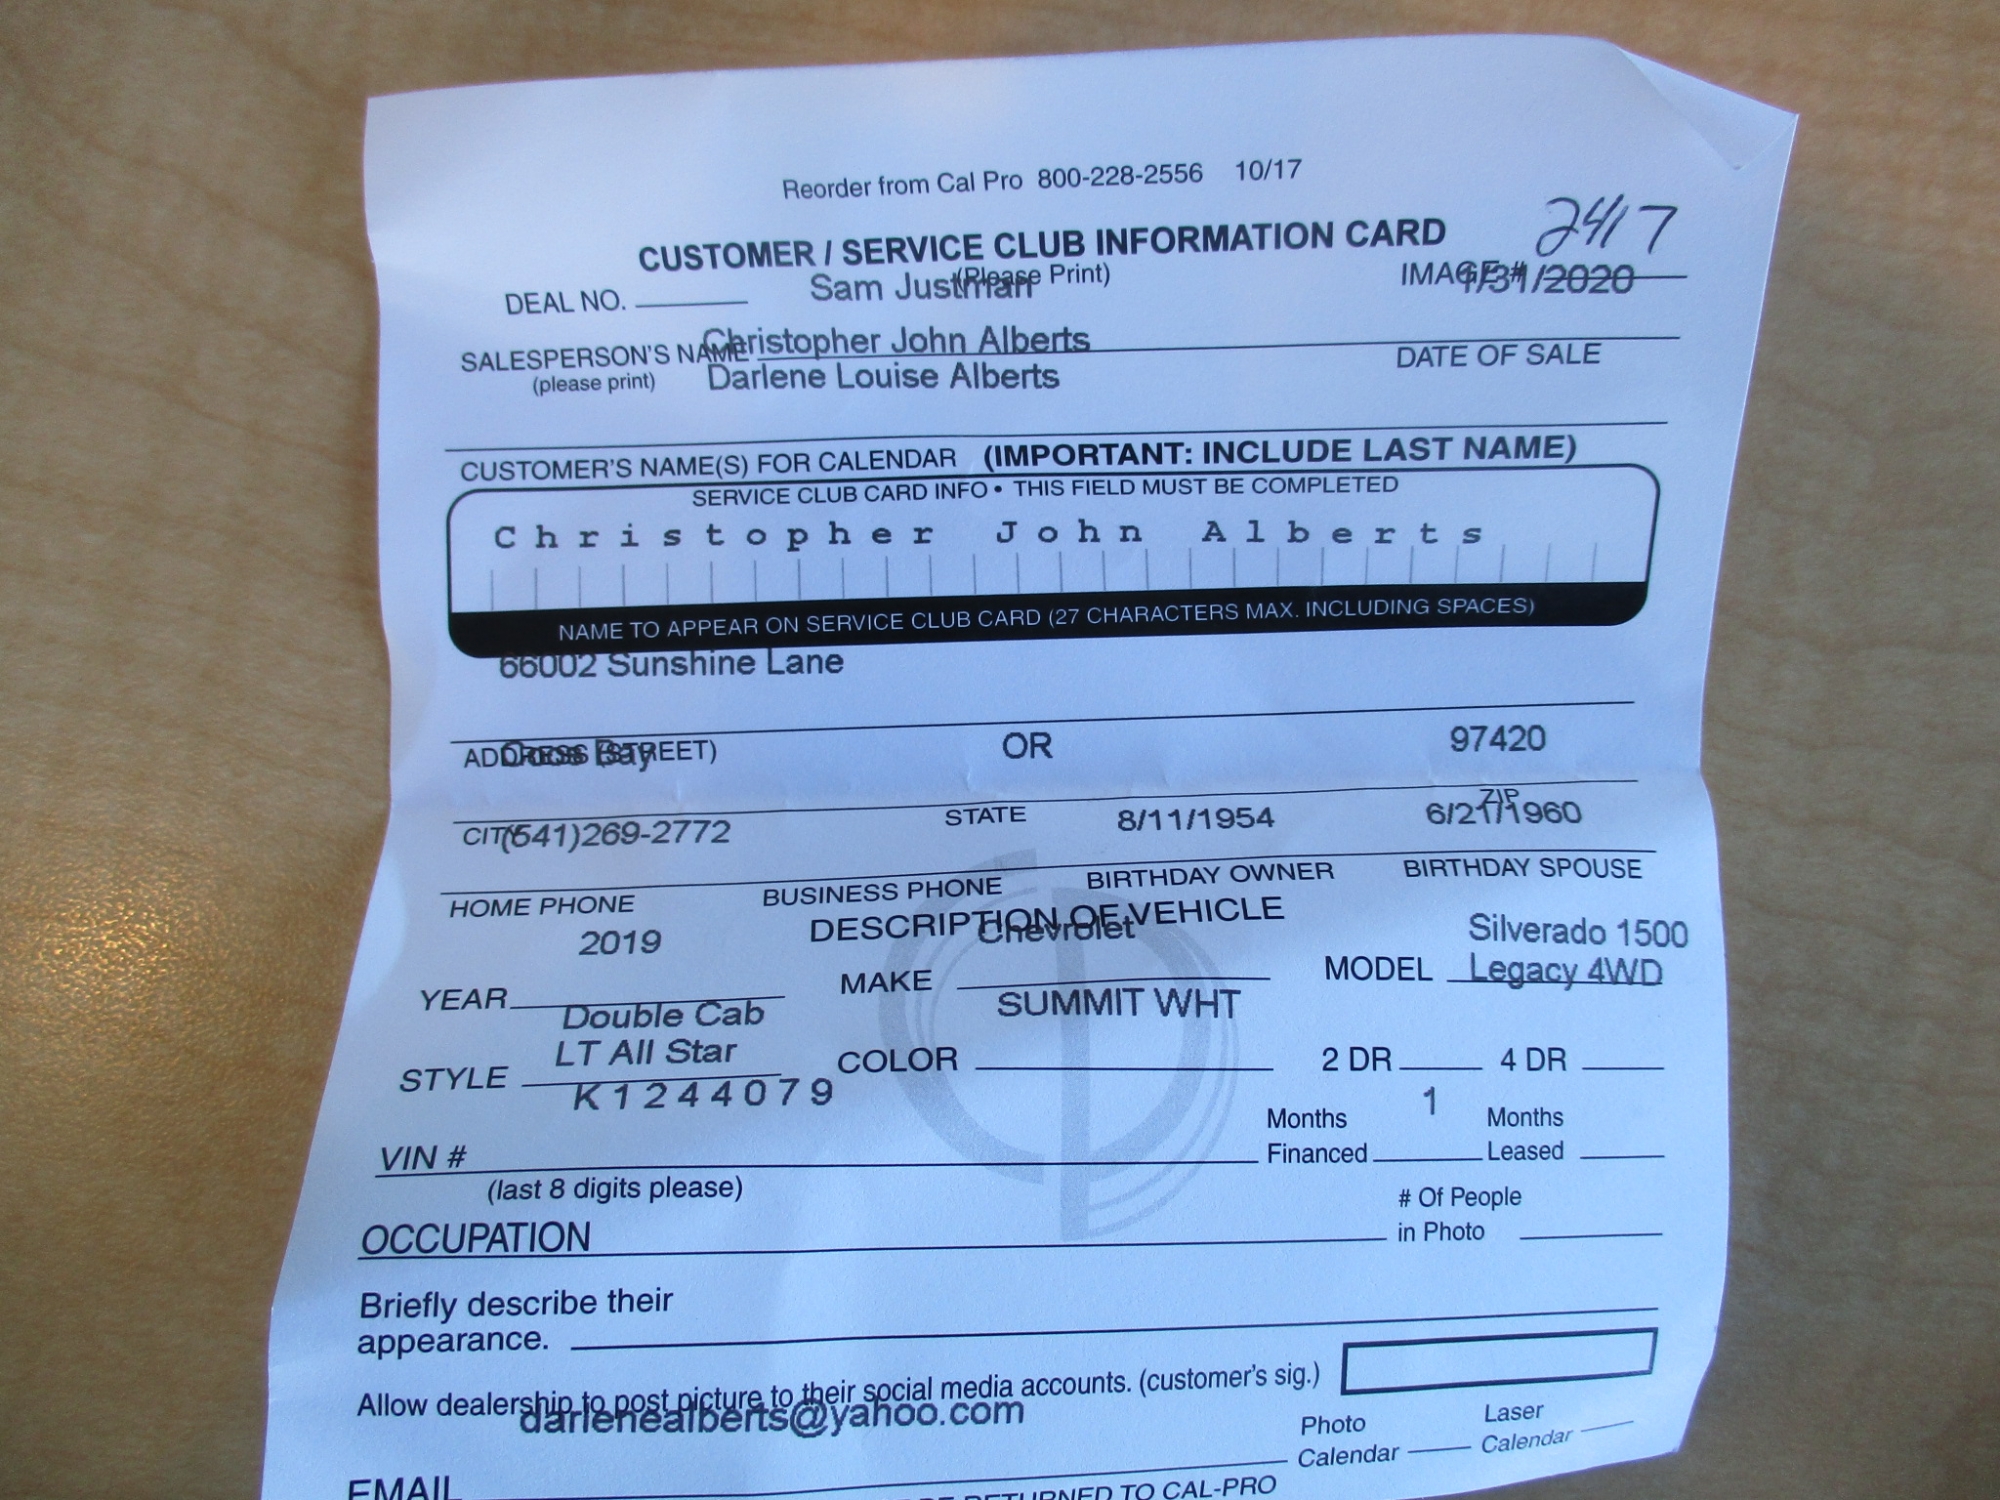 Reorder from Cal Pro 800-228-2556 10/17
2417
CUSTOMER / SERVICE CLUB INFORMATION CARD
(Please Print)
DEAL NO. Sam Justman IMAGE # 1/31/2020
SALESPERSON'S NAME Christopher John Alberts
(please print) Darlene Louise Alberts DATE OF SALE
CUSTOMER'S NAME(S) FOR CALENDAR (IMPORTANT: INCLUDE LAST NAME)
SERVICE CLUB CARD INFO • THIS FIELD MUST BE COMPLETED
Christopher John Alberts
NAME TO APPEAR ON SERVICE CLUB CARD (27 CHARACTERS MAX. INCLUDING SPACES)
66002 Sunshine Lane
ADDRESS (STREET)
Coos Bay OR 97420
CITY STATE ZIP
(541)269-2772 8/11/1954 6/21/1960
HOME PHONE BUSINESS PHONE BIRTHDAY OWNER BIRTHDAY SPOUSE
DESCRIPTION OF VEHICLE
2019 Chevrolet Silverado 1500
YEAR MAKE MODEL Legacy 4WD
Double Cab SUMMIT WHT
LT All Star
STYLE COLOR 2 DR 4 DR
K1244079 1
Months Financed Months Leased
VIN #
(last 8 digits please)
# Of People in Photo
OCCUPATION
Briefly describe their
appearance.
Allow dealership to post picture to their social media accounts. (customer's sig.)
darlenealberts@yahoo.com
Photo Calendar Laser Calendar
EMAIL
RETURNED TO CAL-PRO